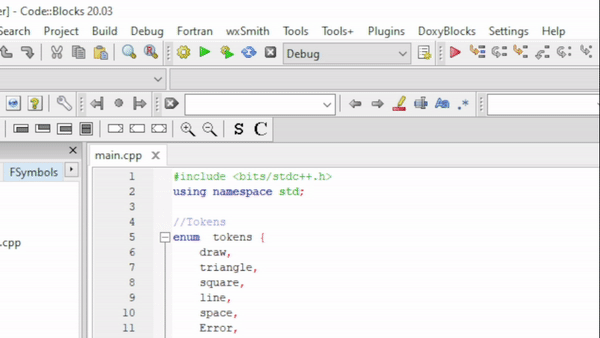 er] - Code::Blocks 20.03
Search Project Build Debug Fortran wxSmith Tools Tools+ Plugins DoxyBlocks Settings Help
Debug
S C
FSymbols
main.cpp
.cpp
1 #include <bits/stdc++.h>
2 using namespace std;
3
4 //Tokens
5 enum  tokens {
6 draw,
7 triangle,
8 square,
9 line,
10 space,
11 Error,